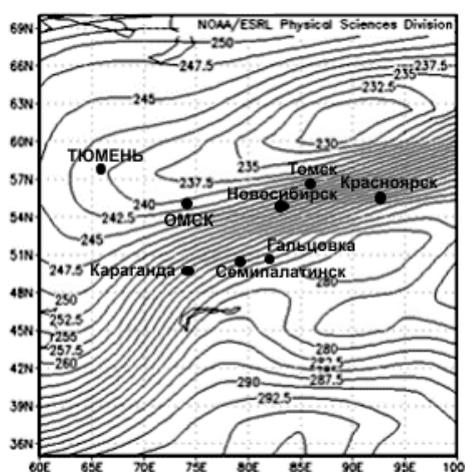 NOAA/ESRL Physical Sciences Division
69N
250
237.5
66N
247.5
235
232.5
63N
245
60N
230
ТЮМЕНЬ
235
Томск
57N
237.5
Новосибирск
Красноярск
240
54N
242.5
ОМСК
245
Гальцовка
51N
247.5
Караганда
Семипалатинск
280
48N
250
252.5
45N
255
257.5
280
260
282.5
42N
287.5
290
39N
292.5
36N
60E
65E
70E
75E
80E
85E
90E
95E
100